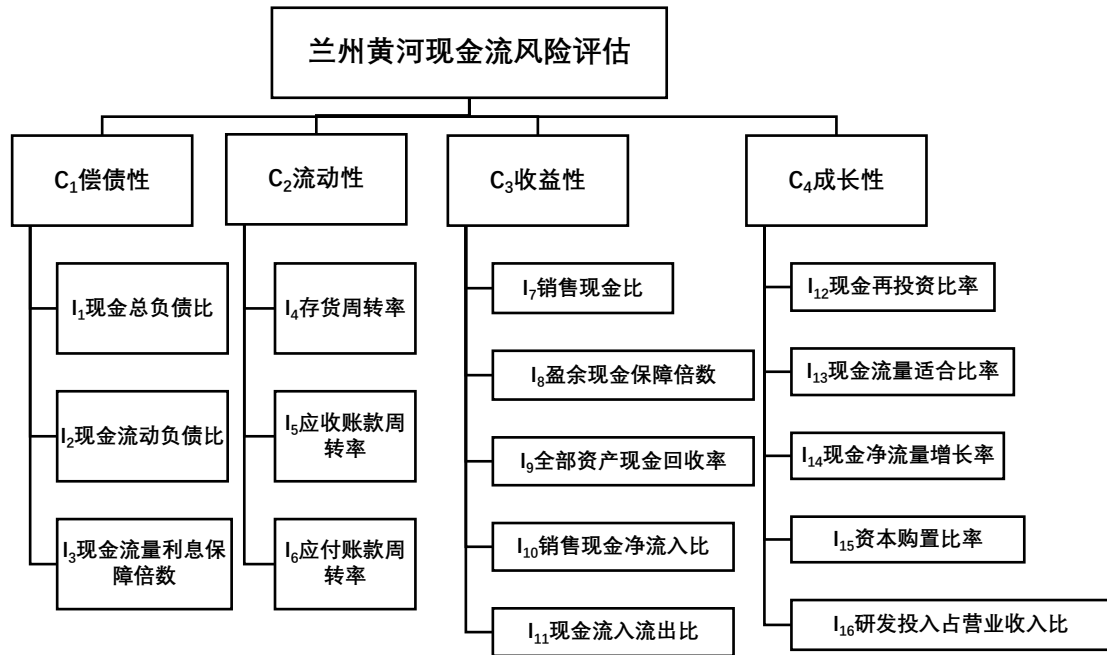 兰州黄河现金流风险评估
C₁偿债性
C₂流动性
C₃收益性
C₄成长性
I₁现金总负债比
I₂现金流动负债比
I₃现金流量利息保
障倍数
I₄存货周转率
I₅应收账款周
转率
I₆应付账款周
转率
I₇销售现金比
I₈盈余现金保障倍数
I₉全部资产现金回收率
I₁₀销售现金净流入比
I₁₁现金流入流出比
I₁₂现金再投资比率
I₁₃现金流量适合比率
I₁₄现金净流量增长率
I₁₅资本购置比率
I₁₆研发投入占营业收入比